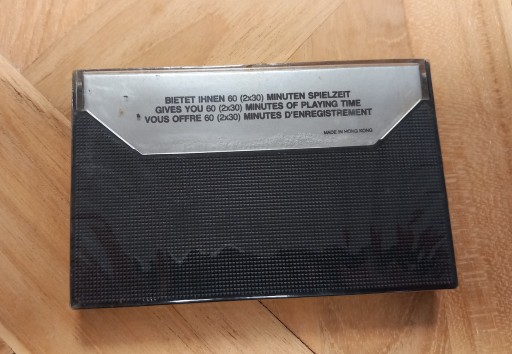 BIETET IHNEN 60 (2x30) MINUTEN SPIELZEIT
GIVES YOU 60 (2x30) MINUTES OF PLAYING TIME
VOUS OFFRE 60 (2x30) MINUTES D'ENREGISTREMENT
MADE IN HONG KONG